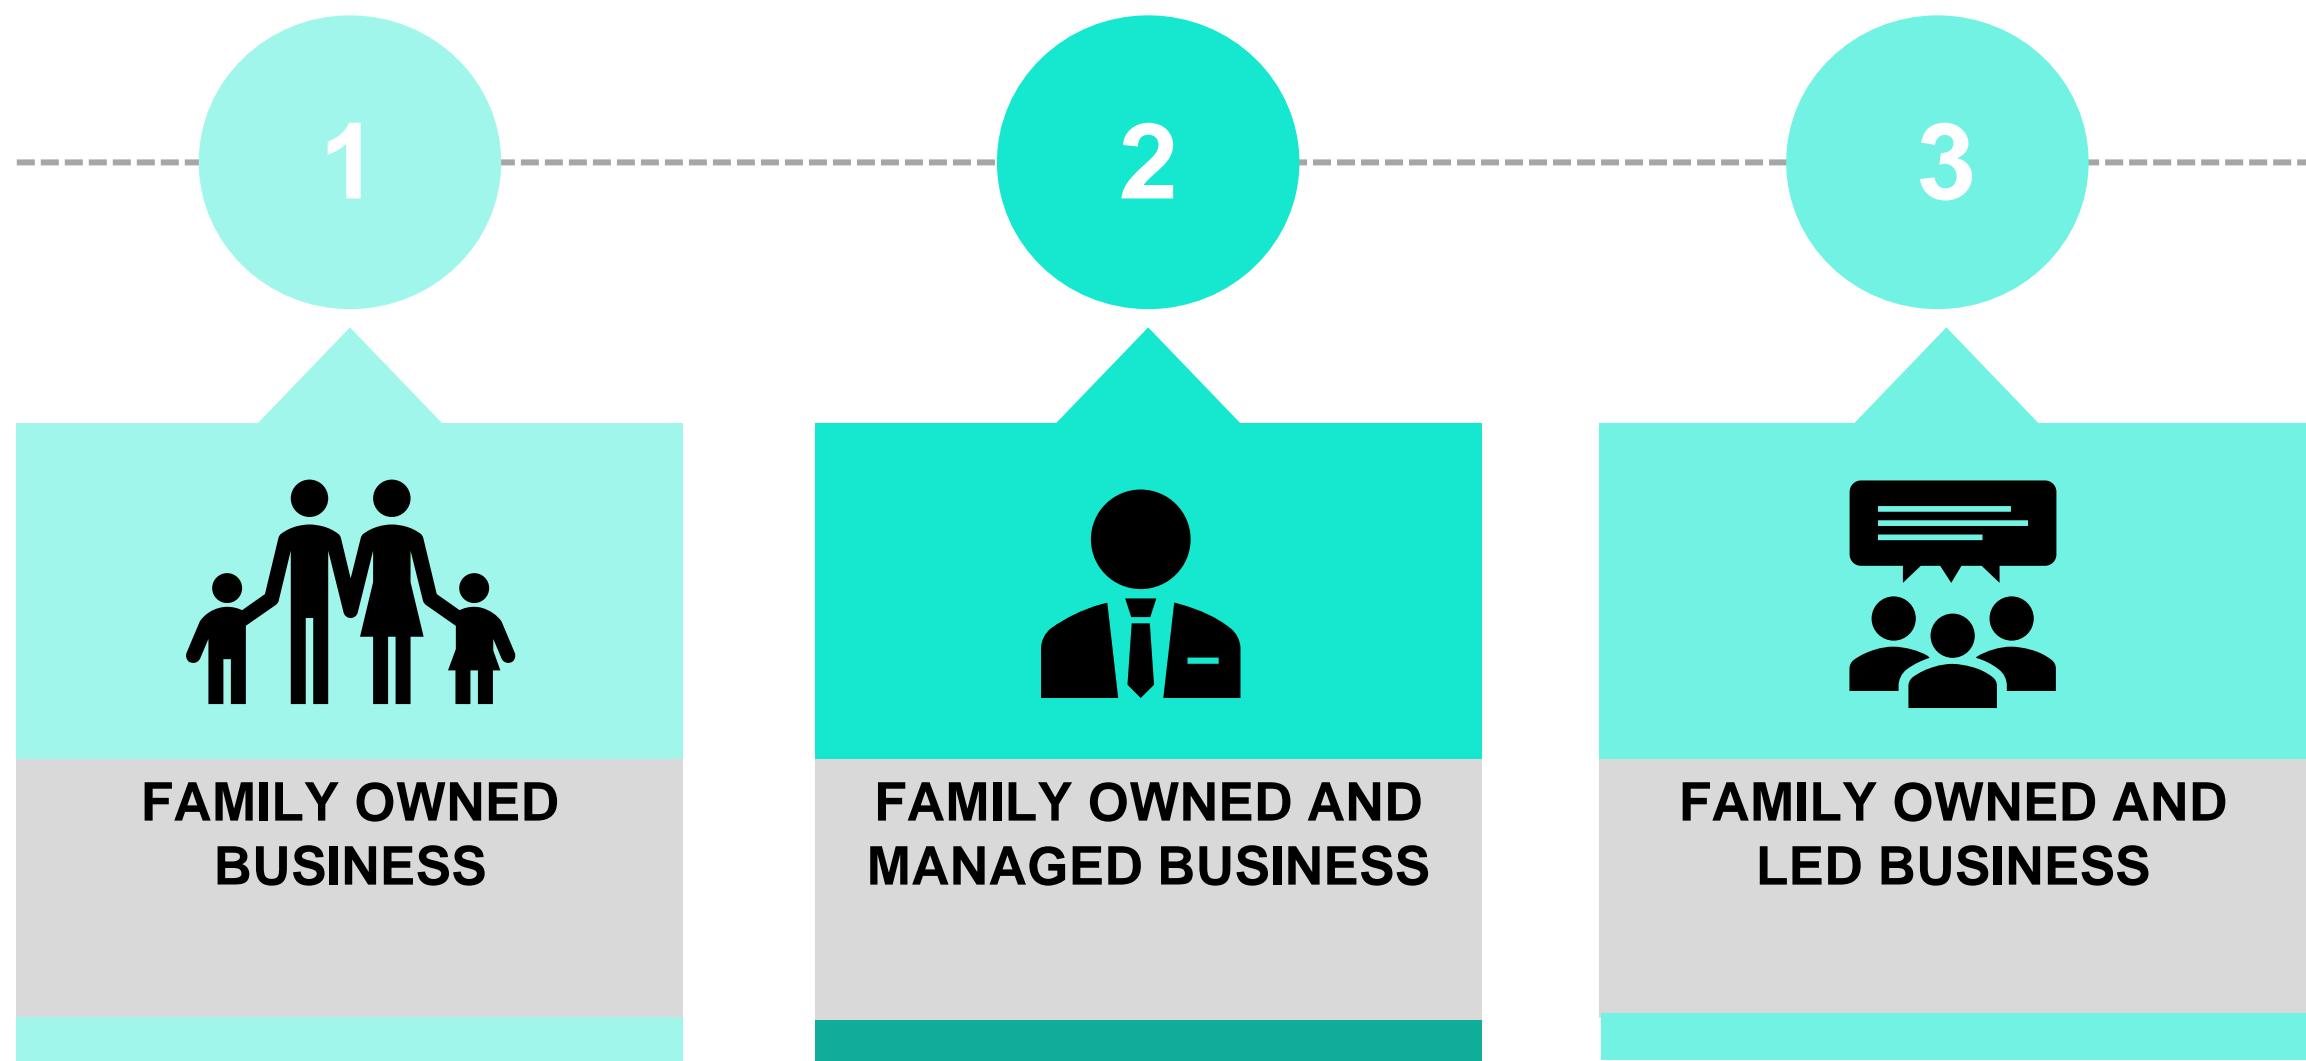 1
2
3
FAMILY OWNED
BUSINESS
FAMILY OWNED AND
MANAGED BUSINESS
FAMILY OWNED AND
LED BUSINESS